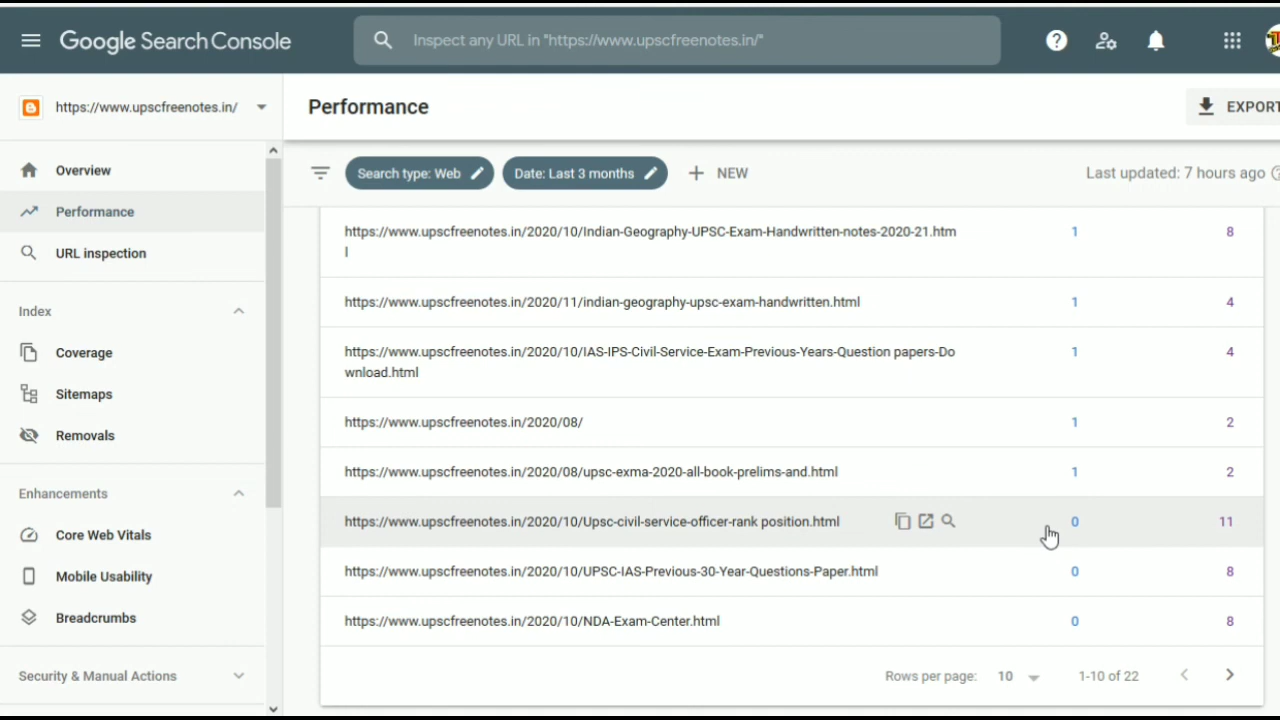 Google Search Console
Inspect any URL in "https://www.upscfreenotes.in/"
https://www.upscfreenotes.in/
Performance
EXPORT
Overview
Performance
URL inspection
Index
Coverage
Sitemaps
Removals
Enhancements
Core Web Vitals
Mobile Usability
Breadcrumbs
Security & Manual Actions
Search type: Web
Date: Last 3 months
NEW
Last updated: 7 hours ago
https://www.upscfreenotes.in/2020/10/Indian-Geography-UPSC-Exam-Handwritten-notes-2020-21.htm 1 8
l
https://www.upscfreenotes.in/2020/11/indian-geography-upsc-exam-handwritten.html 1 4
https://www.upscfreenotes.in/2020/10/IAS-IPS-Civil-Service-Exam-Previous-Years-Question papers-Do 1 4
wnload.html
https://www.upscfreenotes.in/2020/08/ 1 2
https://www.upscfreenotes.in/2020/08/upsc-exma-2020-all-book-prelims-and.html 1 2
https://www.upscfreenotes.in/2020/10/Upsc-civil-service-officer-rank position.html 0 11
https://www.upscfreenotes.in/2020/10/UPSC-IAS-Previous-30-Year-Questions-Paper.html 0 8
https://www.upscfreenotes.in/2020/10/NDA-Exam-Center.html 0 8
Rows per page: 10 1-10 of 22